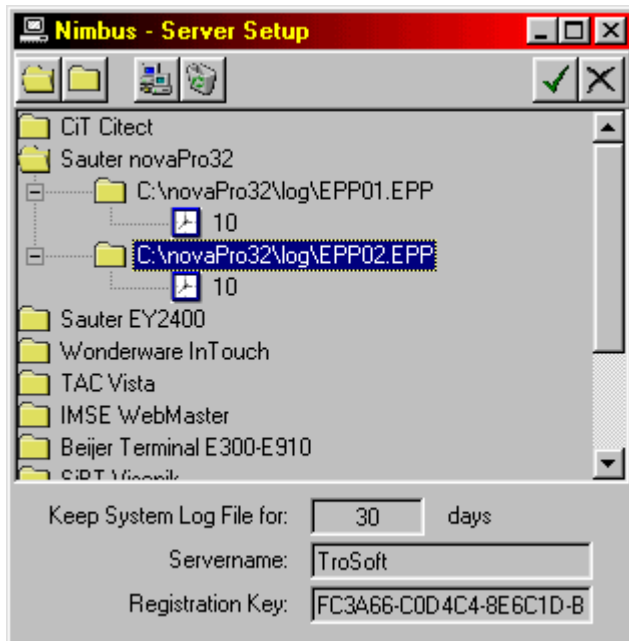 Nimbus - Server Setup
CiT Citect
Sauter novaPro32
C:\novaPro32\log\EPP01.EPP
10
C:\novaPro32\log\EPP02.EPP
10
Sauter EY2400
Wonderware InTouch
TAC Vista
IMSE WebMaster
Beijer Terminal E300-E910
Keep System Log File for: 30 days
Servername: TroSoft
Registration Key: FC3A66-C0D4C4-8E6C1D-B